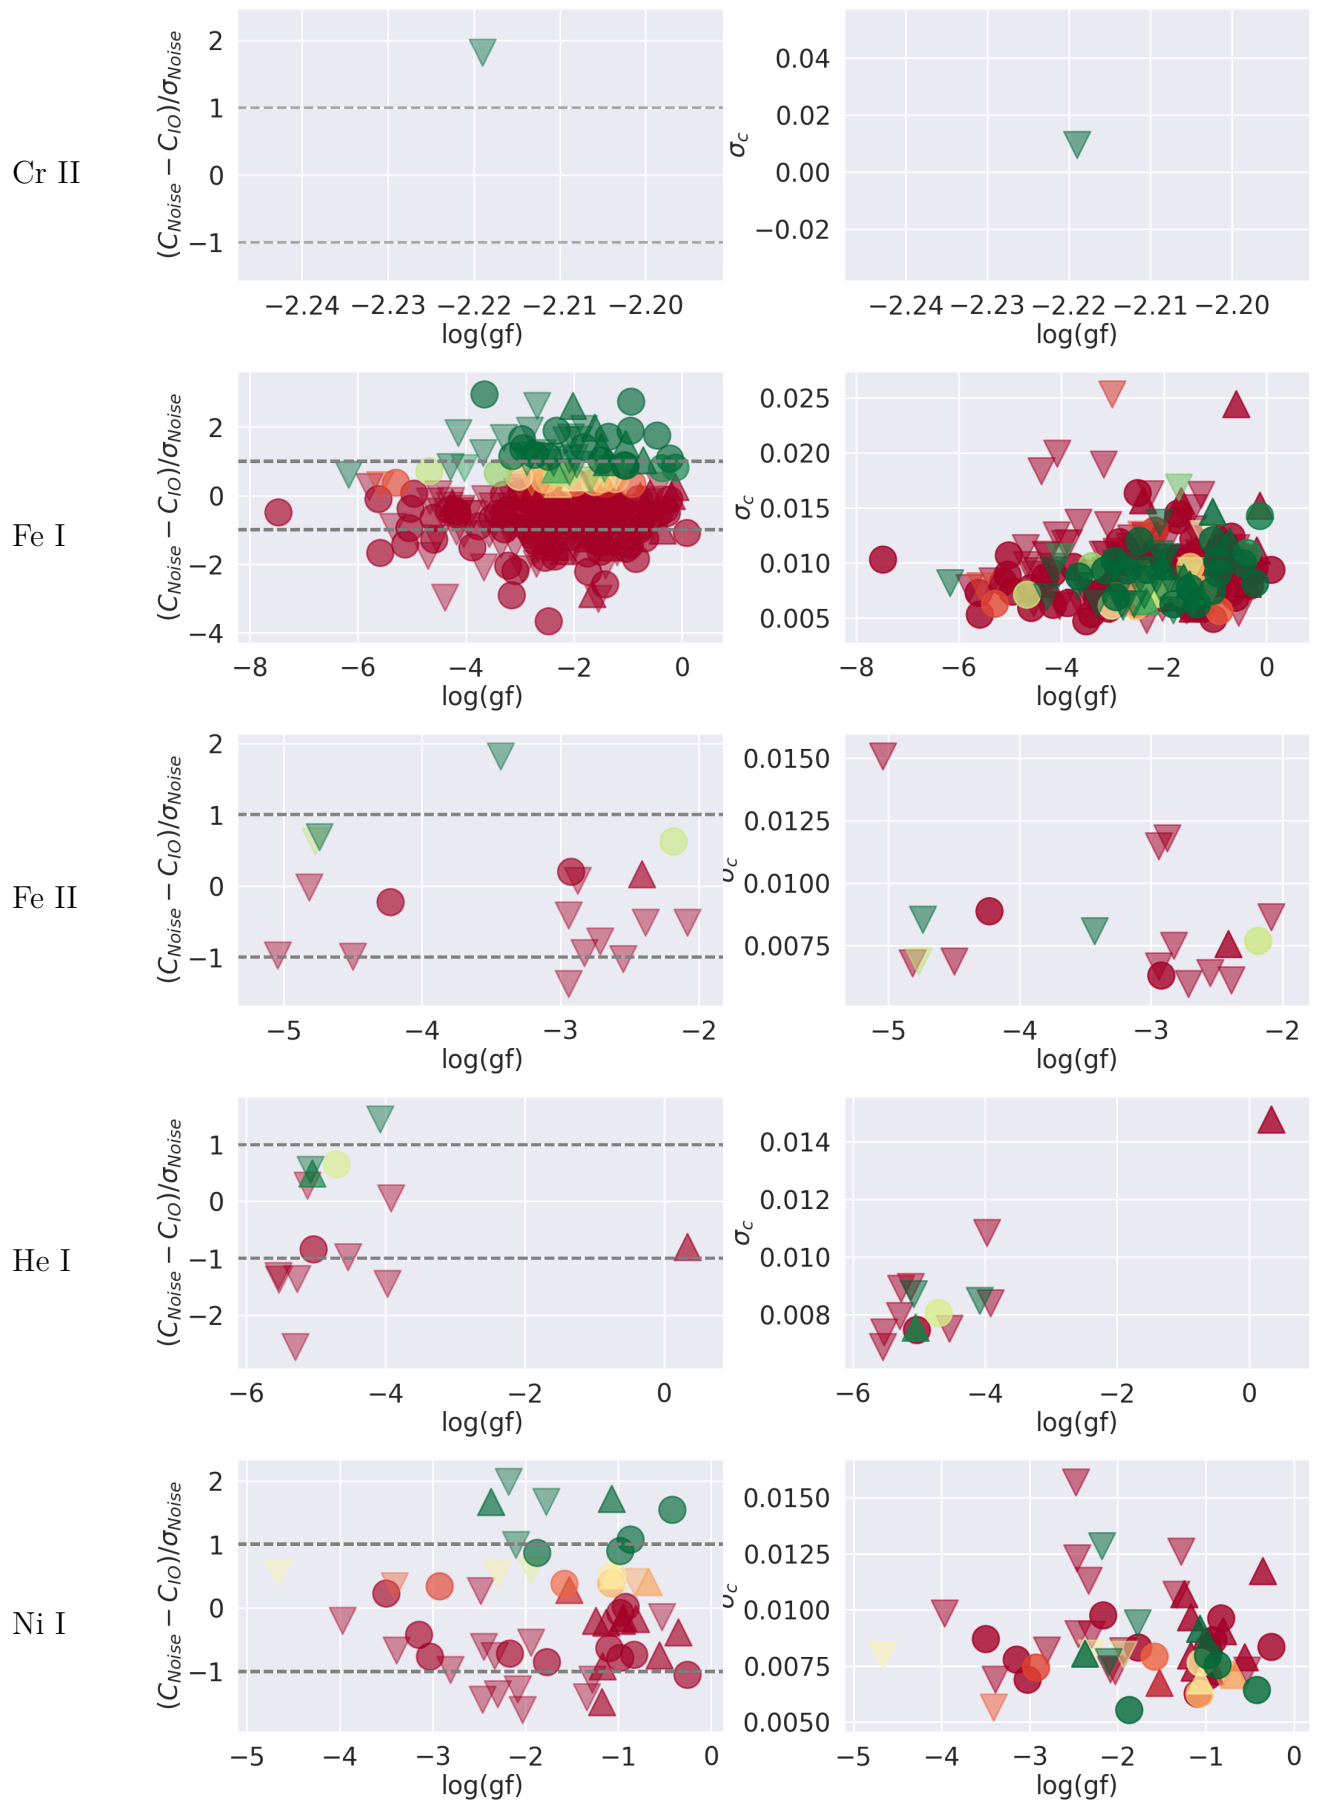 Cr II
(C_Noise − C_IO)/σ_Noise
2
1
0
−1
−2.24 −2.23 −2.22 −2.21 −2.20
log(gf)
σ_c
0.04
0.02
0.00
−0.02
−2.24 −2.23 −2.22 −2.21 −2.20
log(gf)
Fe I
(C_Noise − C_IO)/σ_Noise
2
0
−2
−4
−8 −6 −4 −2 0
log(gf)
σ_c
0.025
0.020
0.015
0.010
0.005
−8 −6 −4 −2 0
log(gf)
Fe II
(C_Noise − C_IO)/σ_Noise
2
1
0
−1
−5 −4 −3 −2
log(gf)
σ_c
0.0150
0.0125
0.0100
0.0075
−5 −4 −3 −2
log(gf)
He I
(C_Noise − C_IO)/σ_Noise
1
0
−1
−2
−6 −4 −2 0
log(gf)
σ_c
0.014
0.012
0.010
0.008
−6 −4 −2 0
log(gf)
Ni I
(C_Noise − C_IO)/σ_Noise
2
1
0
−1
−5 −4 −3 −2 −1 0
log(gf)
σ_c
0.0150
0.0125
0.0100
0.0075
0.0050
−5 −4 −3 −2 −1 0
log(gf)